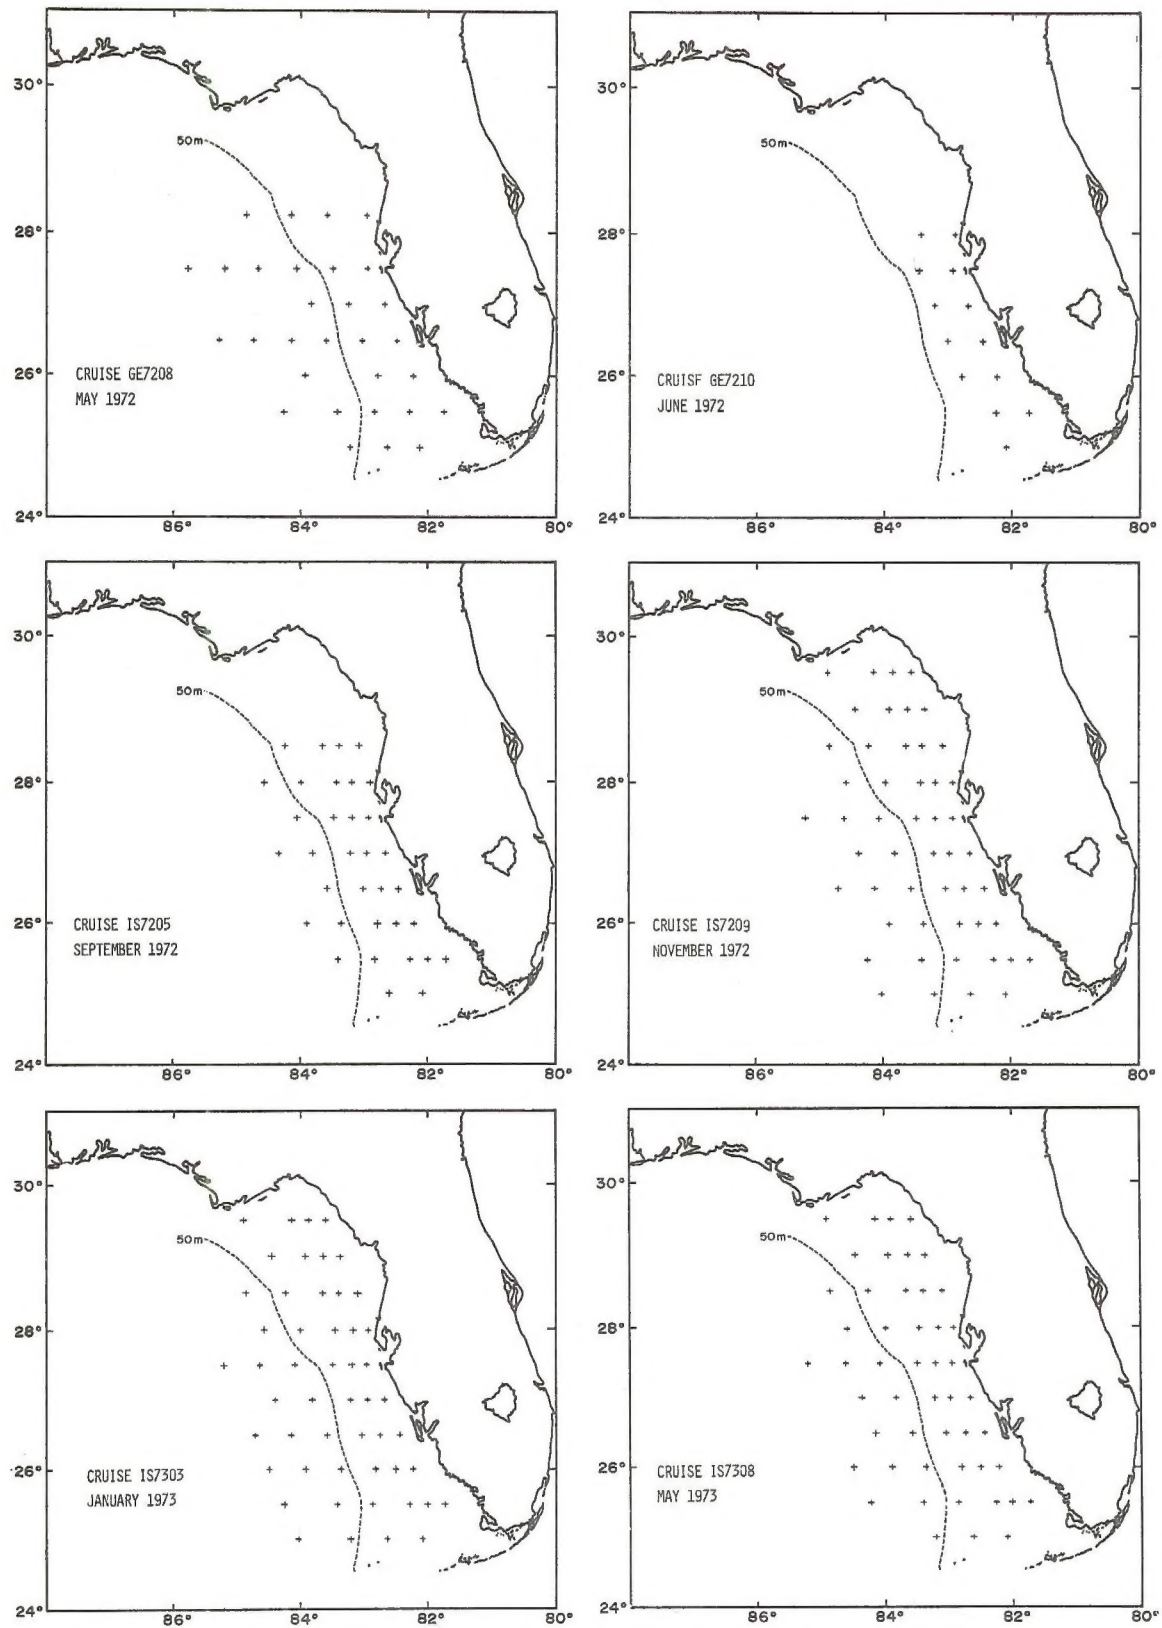 30°
28°
26°
24°
50m
CRUISE GE7208
MAY 1972
86°
84°
82°
80°
30°
28°
26°
24°
50m
CRUISF GE7210
JUNE 1972
86°
84°
82°
80°
30°
28°
26°
24°
50m
CRUISE IS7205
SEPTEMBER 1972
86°
84°
82°
80°
30°
28°
26°
24°
50m
CRUISE IS7209
NOVEMBER 1972
86°
84°
82°
80°
30°
28°
26°
24°
50m
CRUISE IS7303
JANUARY 1973
86°
84°
82°
80°
30°
28°
26°
24°
50m
CRUISE IS7308
MAY 1973
86°
84°
82°
80°